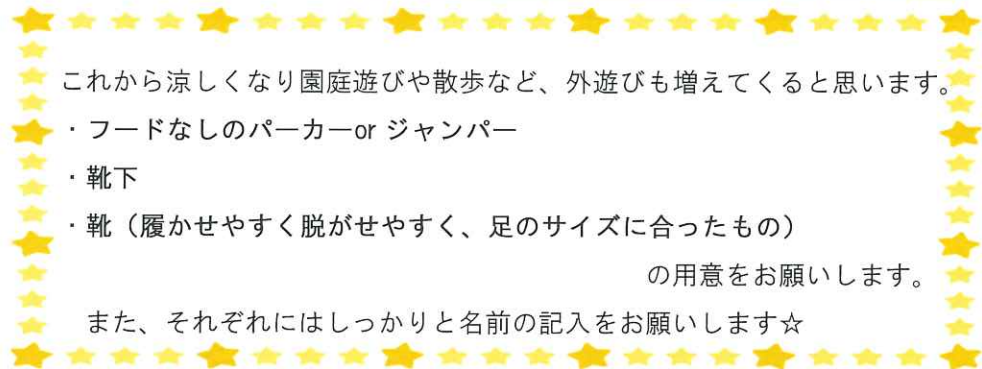 これから涼しくなり園庭遊びや散歩など、外遊びも増えてくると思います。
・フードなしのパーカーor ジャンパー
・靴下
・靴（履かせやすく脱がせやすく、足のサイズに合ったもの）
の用意をお願いします。
また、それぞれにはしっかりと名前の記入をお願いします☆